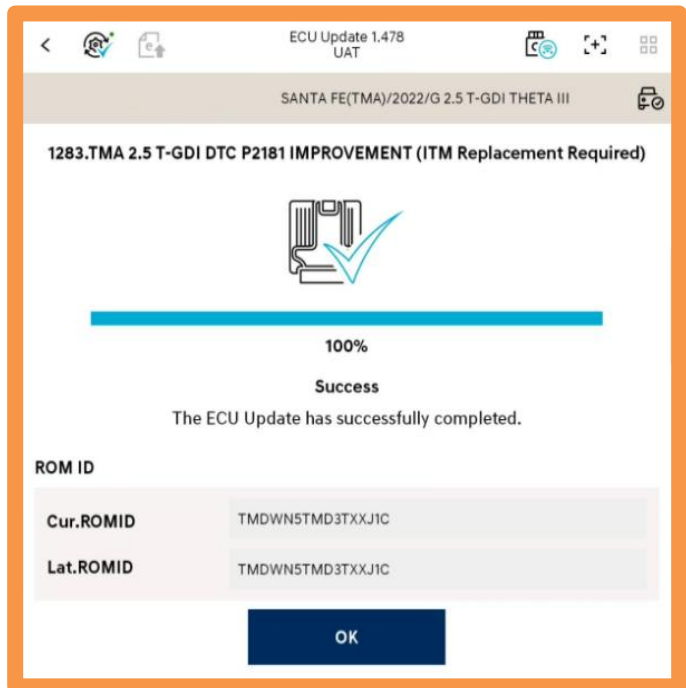 ECU Update 1.478
UAT
SANTA FE(TMA)/2022/G 2.5 T-GDI THETA III
1283.TMA 2.5 T-GDI DTC P2181 IMPROVEMENT (ITM Replacement Required)
100%
Success
The ECU Update has successfully completed.
ROM ID
Cur.ROMID TMDWN5TMD3TXXJ1C
Lat.ROMID TMDWN5TMD3TXXJ1C
OK